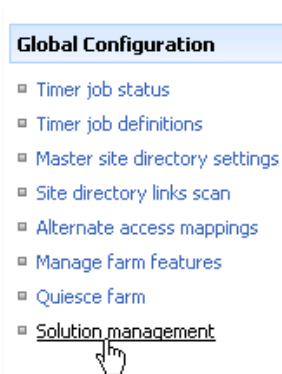 Global Configuration
Timer job status
Timer job definitions
Master site directory settings
Site directory links scan
Alternate access mappings
Manage farm features
Quiesce farm
Solution management